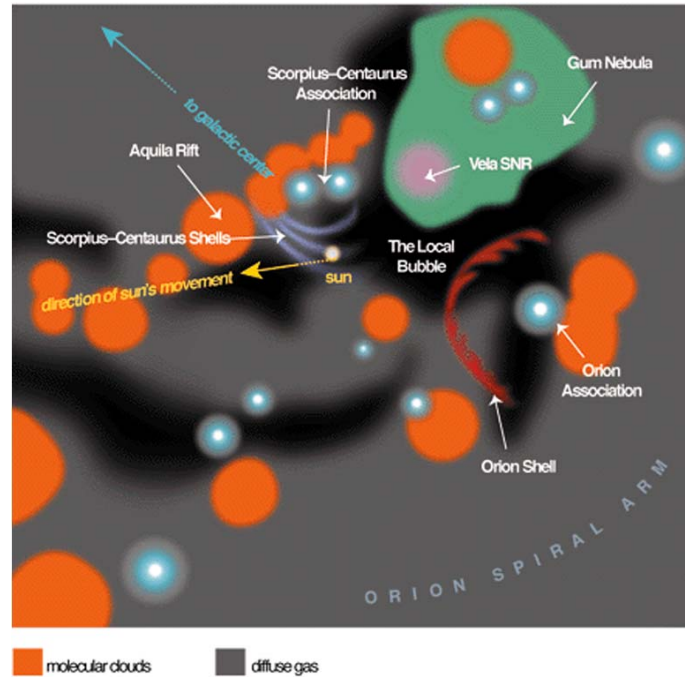 Scorpius–Centaurus
Association
Gum Nebula
to galactic center
Aquila Rift
Vela SNR
Scorpius–Centaurus Shells
The Local
Bubble
sun
direction of sun's movement
Orion
Association
Orion Shell
ORION SPIRAL ARM
molecular clouds
diffuse gas